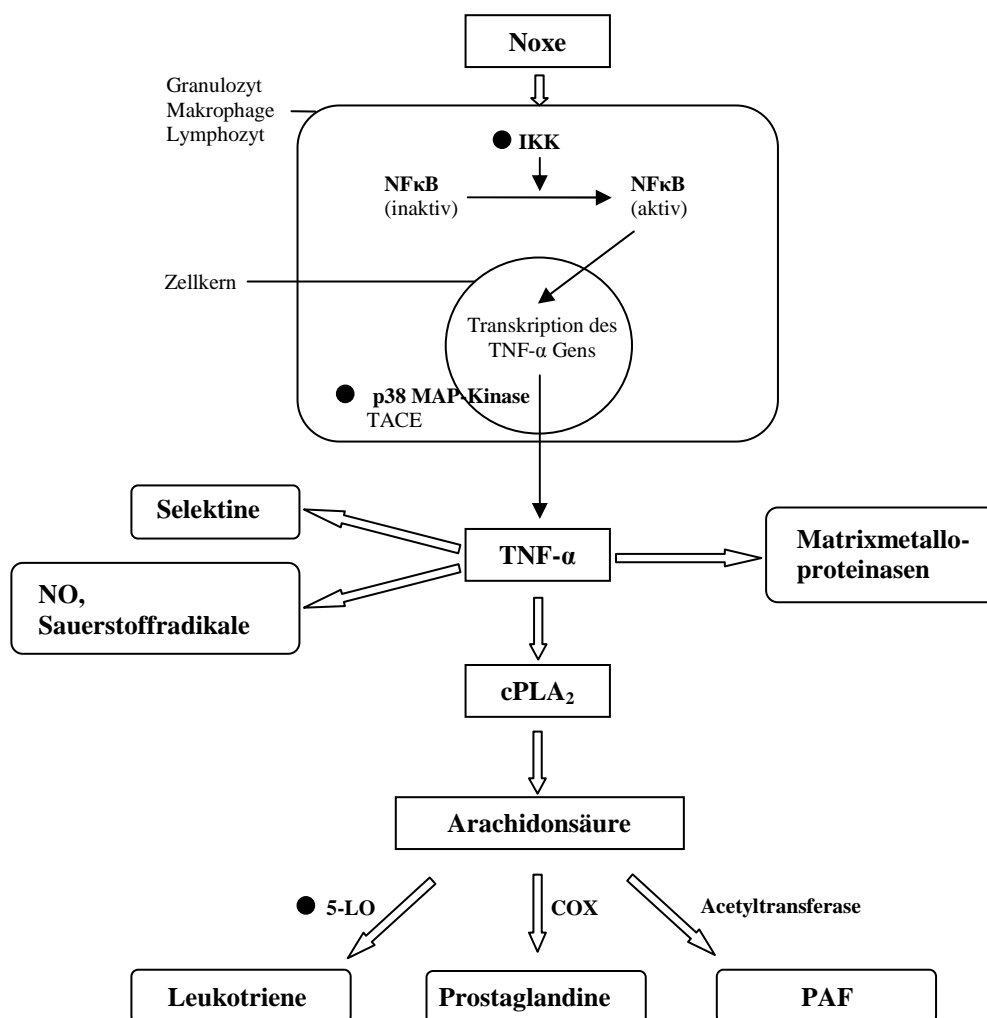 Noxe
Granulozyt
Makrophage
Lymphozyt
IKK
NFκB
(inaktiv)
NFκB
(aktiv)
Zellkern
Transkription des
TNF-α Gens
p38 MAP-Kinase
TACE
Selektine
TNF-α
Matrixmetallo-
proteinasen
NO,
Sauerstoffradikale
cPLA₂
Arachidonsäure
5-LO
COX
Acetyltransferase
Leukotriene
Prostaglandine
PAF